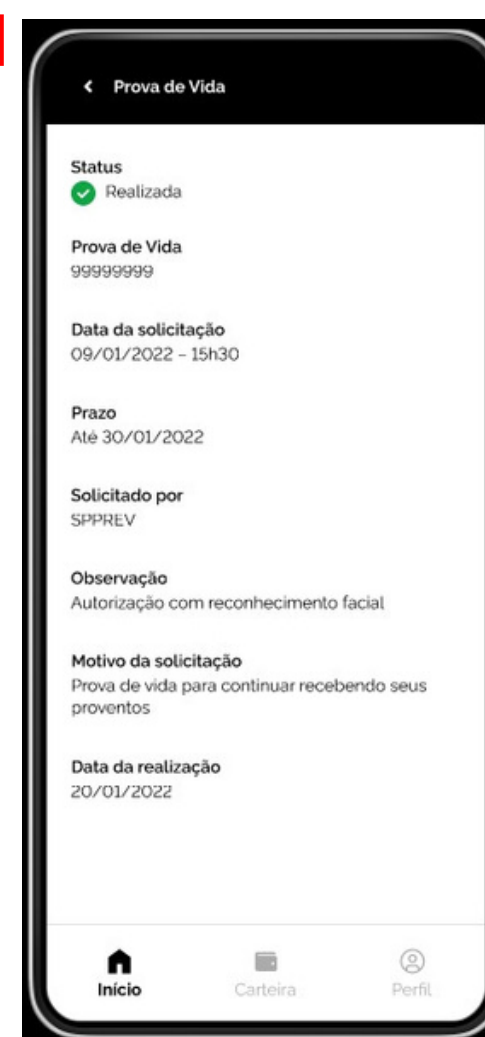 Prova de Vida
Status
Realizada
Prova de Vida
99999999
Data da solicitação
09/01/2022 – 15h30
Prazo
Até 30/01/2022
Solicitado por
SPPREV
Observação
Autorização com reconhecimento facial
Motivo da solicitação
Prova de vida para continuar recebendo seus
proventos
Data da realização
20/01/2022
Início Carteira Perfil